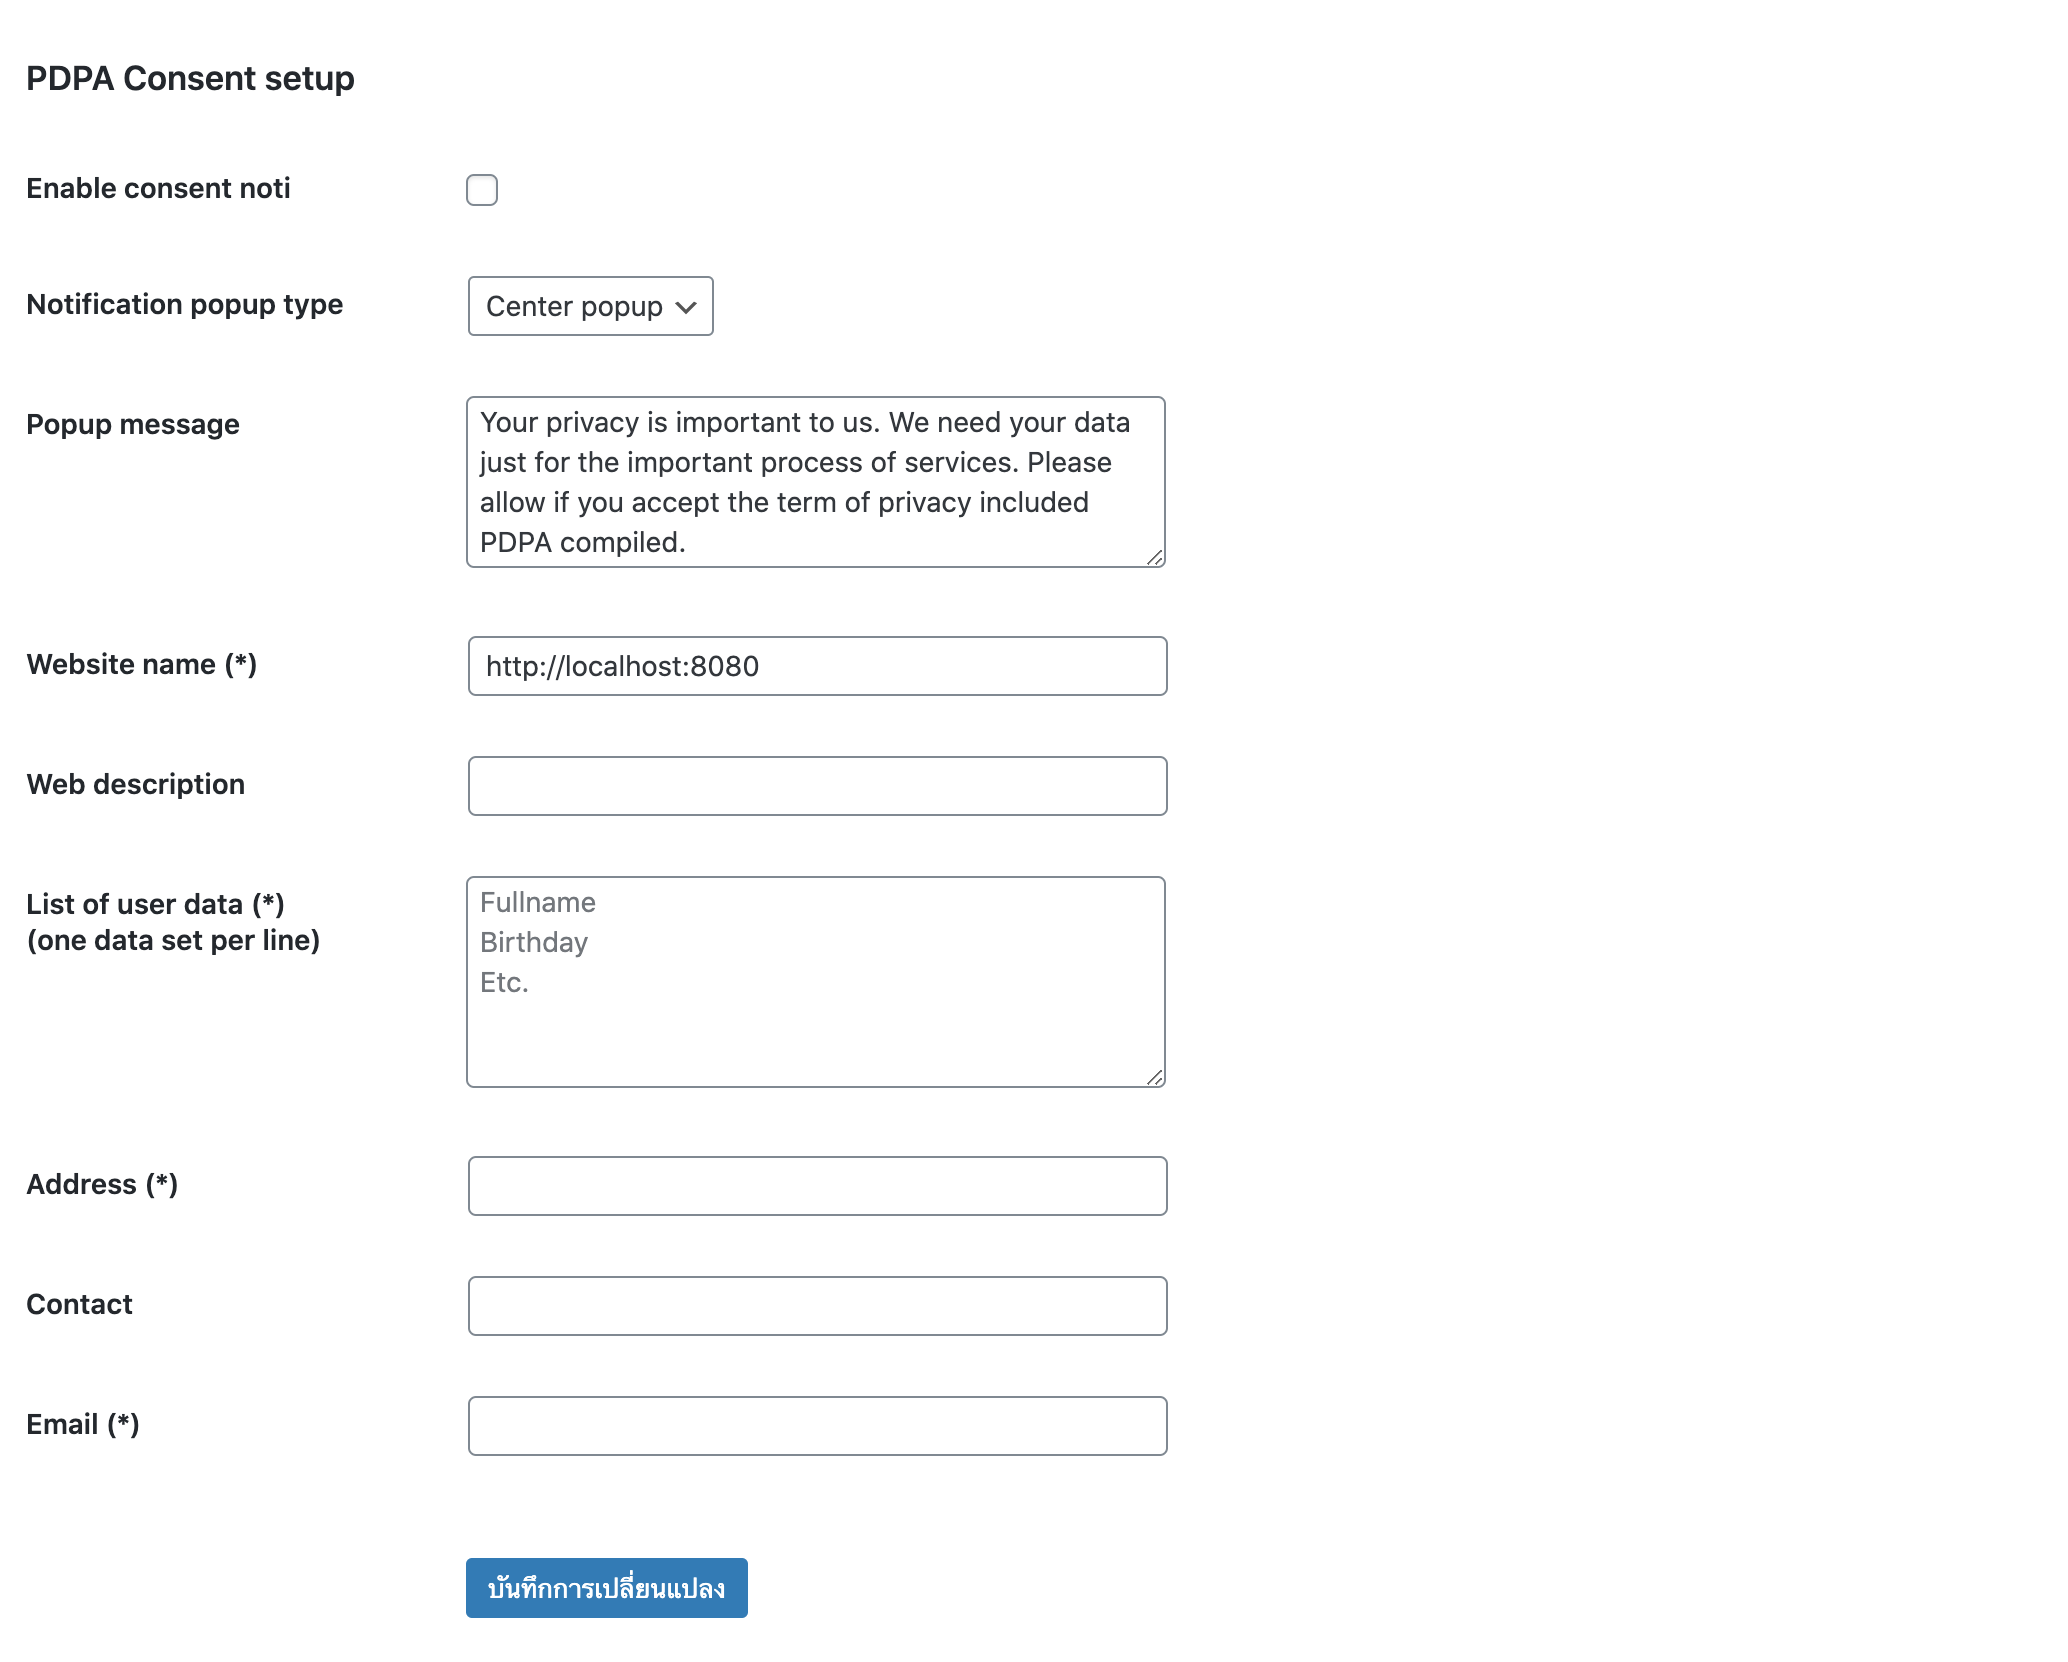 PDPA Consent setup
Enable consent noti
Notification popup type
Center popup
Popup message
Your privacy is important to us. We need your data
just for the important process of services. Please
allow if you accept the term of privacy included
PDPA compiled.
Website name (*)
http://localhost:8080
Web description
List of user data (*)
(one data set per line)
Fullname
Birthday
Etc.
Address (*)
Contact
Email (*)
บันทึกการเปลี่ยนแปลง